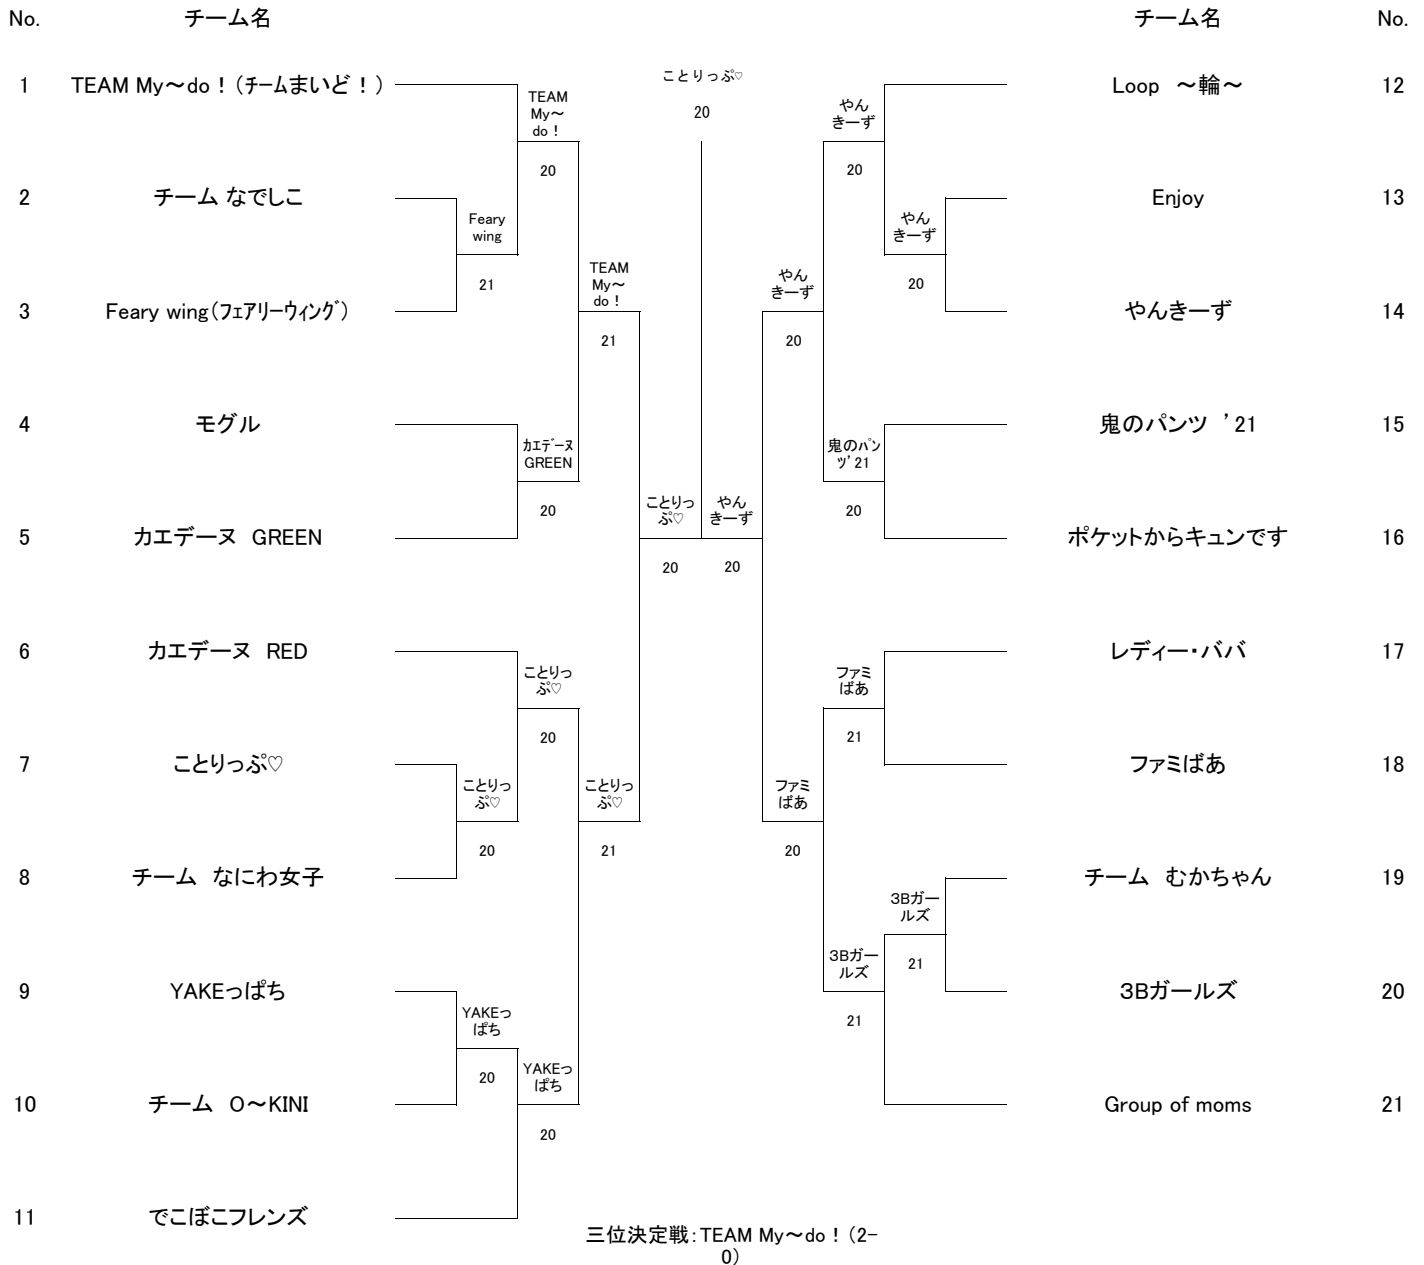 No. チーム名 チーム名 No.
1 TEAM My～do！（チームまいど！） ことりっぷ♡ Loop　～輪～ 12
TEAM
My～
do！
やん
きーず
20
20
20
2 チーム なでしこ Enjoy 13
Feary
wing
やん
きーず
21
20
TEAM
My～
do！
やん
きーず
3 Feary wing（フェアリーウィング） やんきーず 14
21
20
4 モグル 鬼のパンツ　’21 15
カエデーヌ
GREEN
鬼のパン
ツ’21
20
20
ことりっ
ぷ♡
やん
きーず
5 カエデーヌ　GREEN ポケットからキュンです 16
20
20
6 カエデーヌ　RED レディー・ババ 17
ことりっ
ぷ♡
ファミ
ばあ
20
21
7 ことりっぷ♡ ファミばあ 18
ことりっ
ぷ♡
ことりっ
ぷ♡
ファミ
ばあ
20
21
20
8 チーム　なにわ女子 チーム　むかちゃん 19
3Bガー
ルズ
3Bガー
ルズ
21
9 YAKEっぱち 3Bガールズ 20
YAKEっ
ぱち
21
20
YAKEっ
ぱち
10 チーム　O～KINI Group of moms 21
20
11 でこぼこフレンズ
三位決定戦：TEAM My～do！（2-
0）